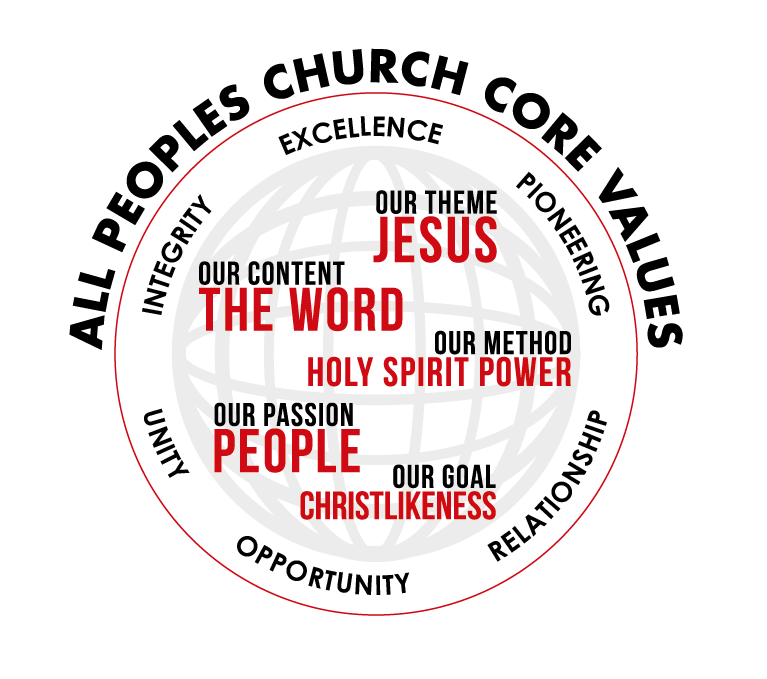 ALL PEOPLES CHURCH CORE VALUES
EXCELLENCE
PIONEERING
INTEGRITY
OUR THEME
JESUS
OUR CONTENT
THE WORD
OUR METHOD
HOLY SPIRIT POWER
OUR PASSION
PEOPLE
OUR GOAL
CHRISTLIKENESS
UNITY
RELATIONSHIP
OPPORTUNITY